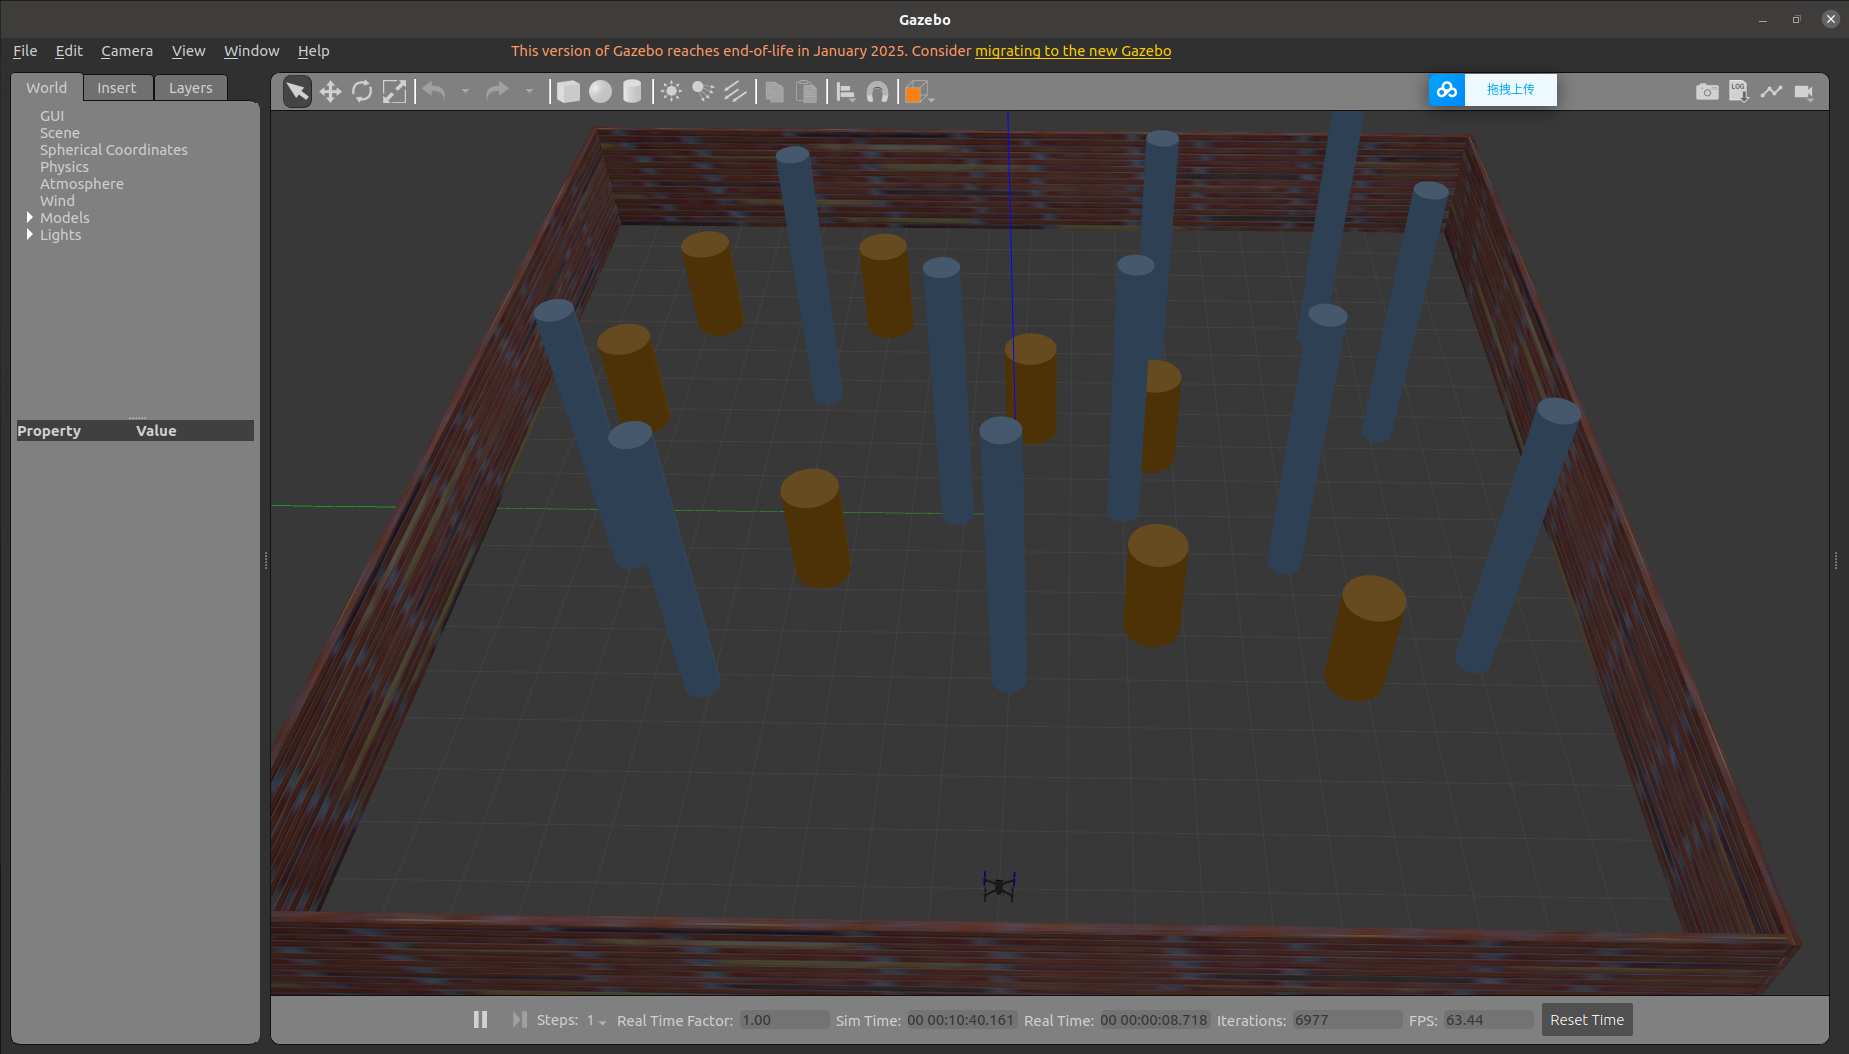 Gazebo
File Edit Camera View Window Help
This version of Gazebo reaches end-of-life in January 2025. Consider migrating to the new Gazebo
World Insert Layers
LOG
拖拽上传
GUI
Scene
Spherical Coordinates
Physics
Atmosphere
Wind
Models
Lights
Property Value
Steps: 1 Real Time Factor: 1.00 Sim Time: 00 00:10:40.161 Real Time: 00 00:00:08.718 Iterations: 6977 FPS: 63.44 Reset Time